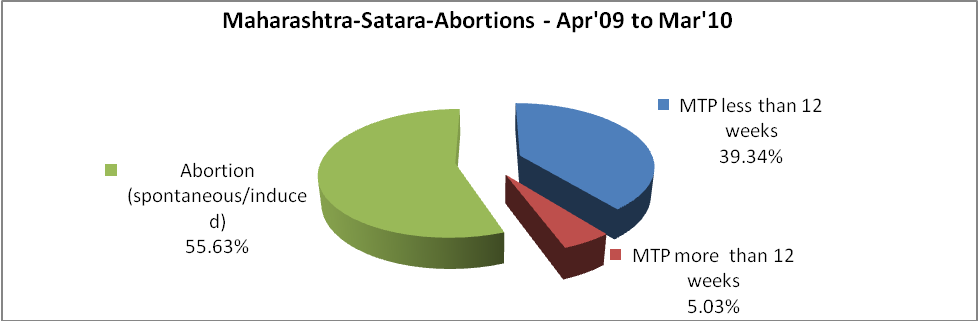 Maharashtra-Satara-Abortions - Apr'09 to Mar'10
MTP less than 12
weeks
39.34%
Abortion
(spontaneous/induce
d)
55.63%
MTP more than 12
weeks
5.03%